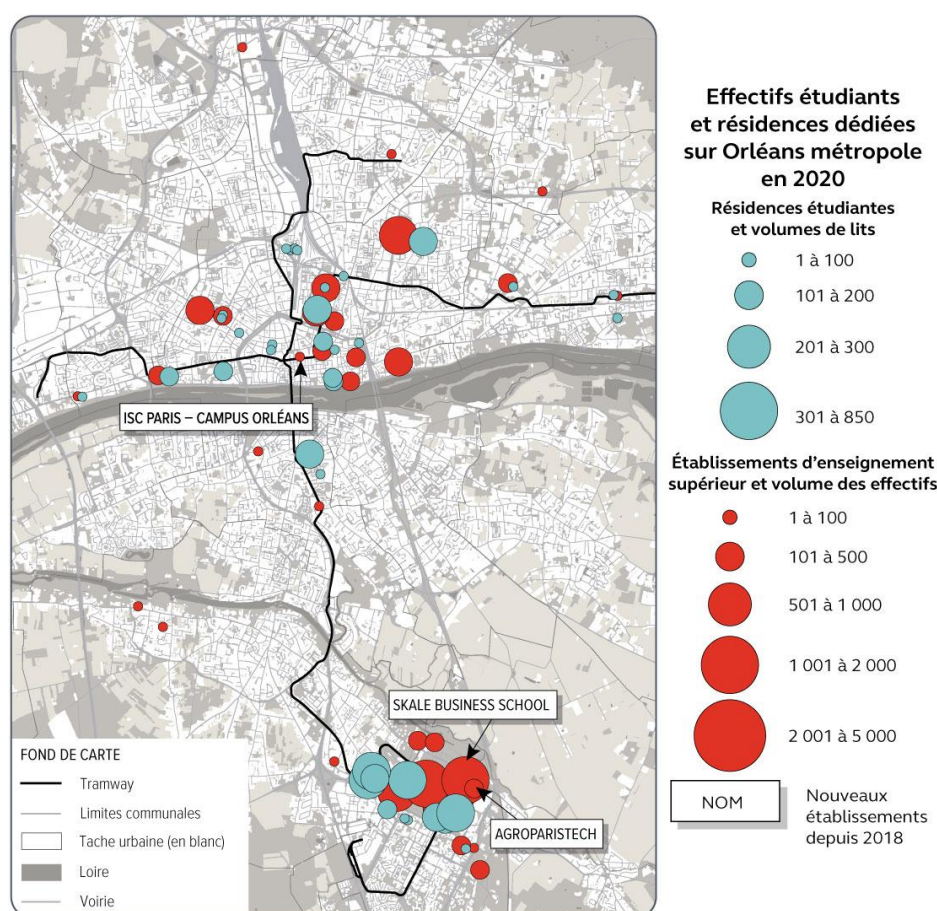 Effectifs étudiants
et résidences dédiées
sur Orléans métropole
en 2020
Résidences étudiantes
et volumes de lits
1 à 100
101 à 200
201 à 300
301 à 850
Établissements d'enseignement
supérieur et volume des effectifs
1 à 100
101 à 500
501 à 1 000
1 001 à 2 000
2 001 à 5 000
NOM
Nouveaux
établissements
depuis 2018
ISC PARIS – CAMPUS ORLÉANS
SKALE BUSINESS SCHOOL
AGROPARISTECH
FOND DE CARTE
Tramway
Limites communales
Tache urbaine (en blanc)
Loire
Voirie